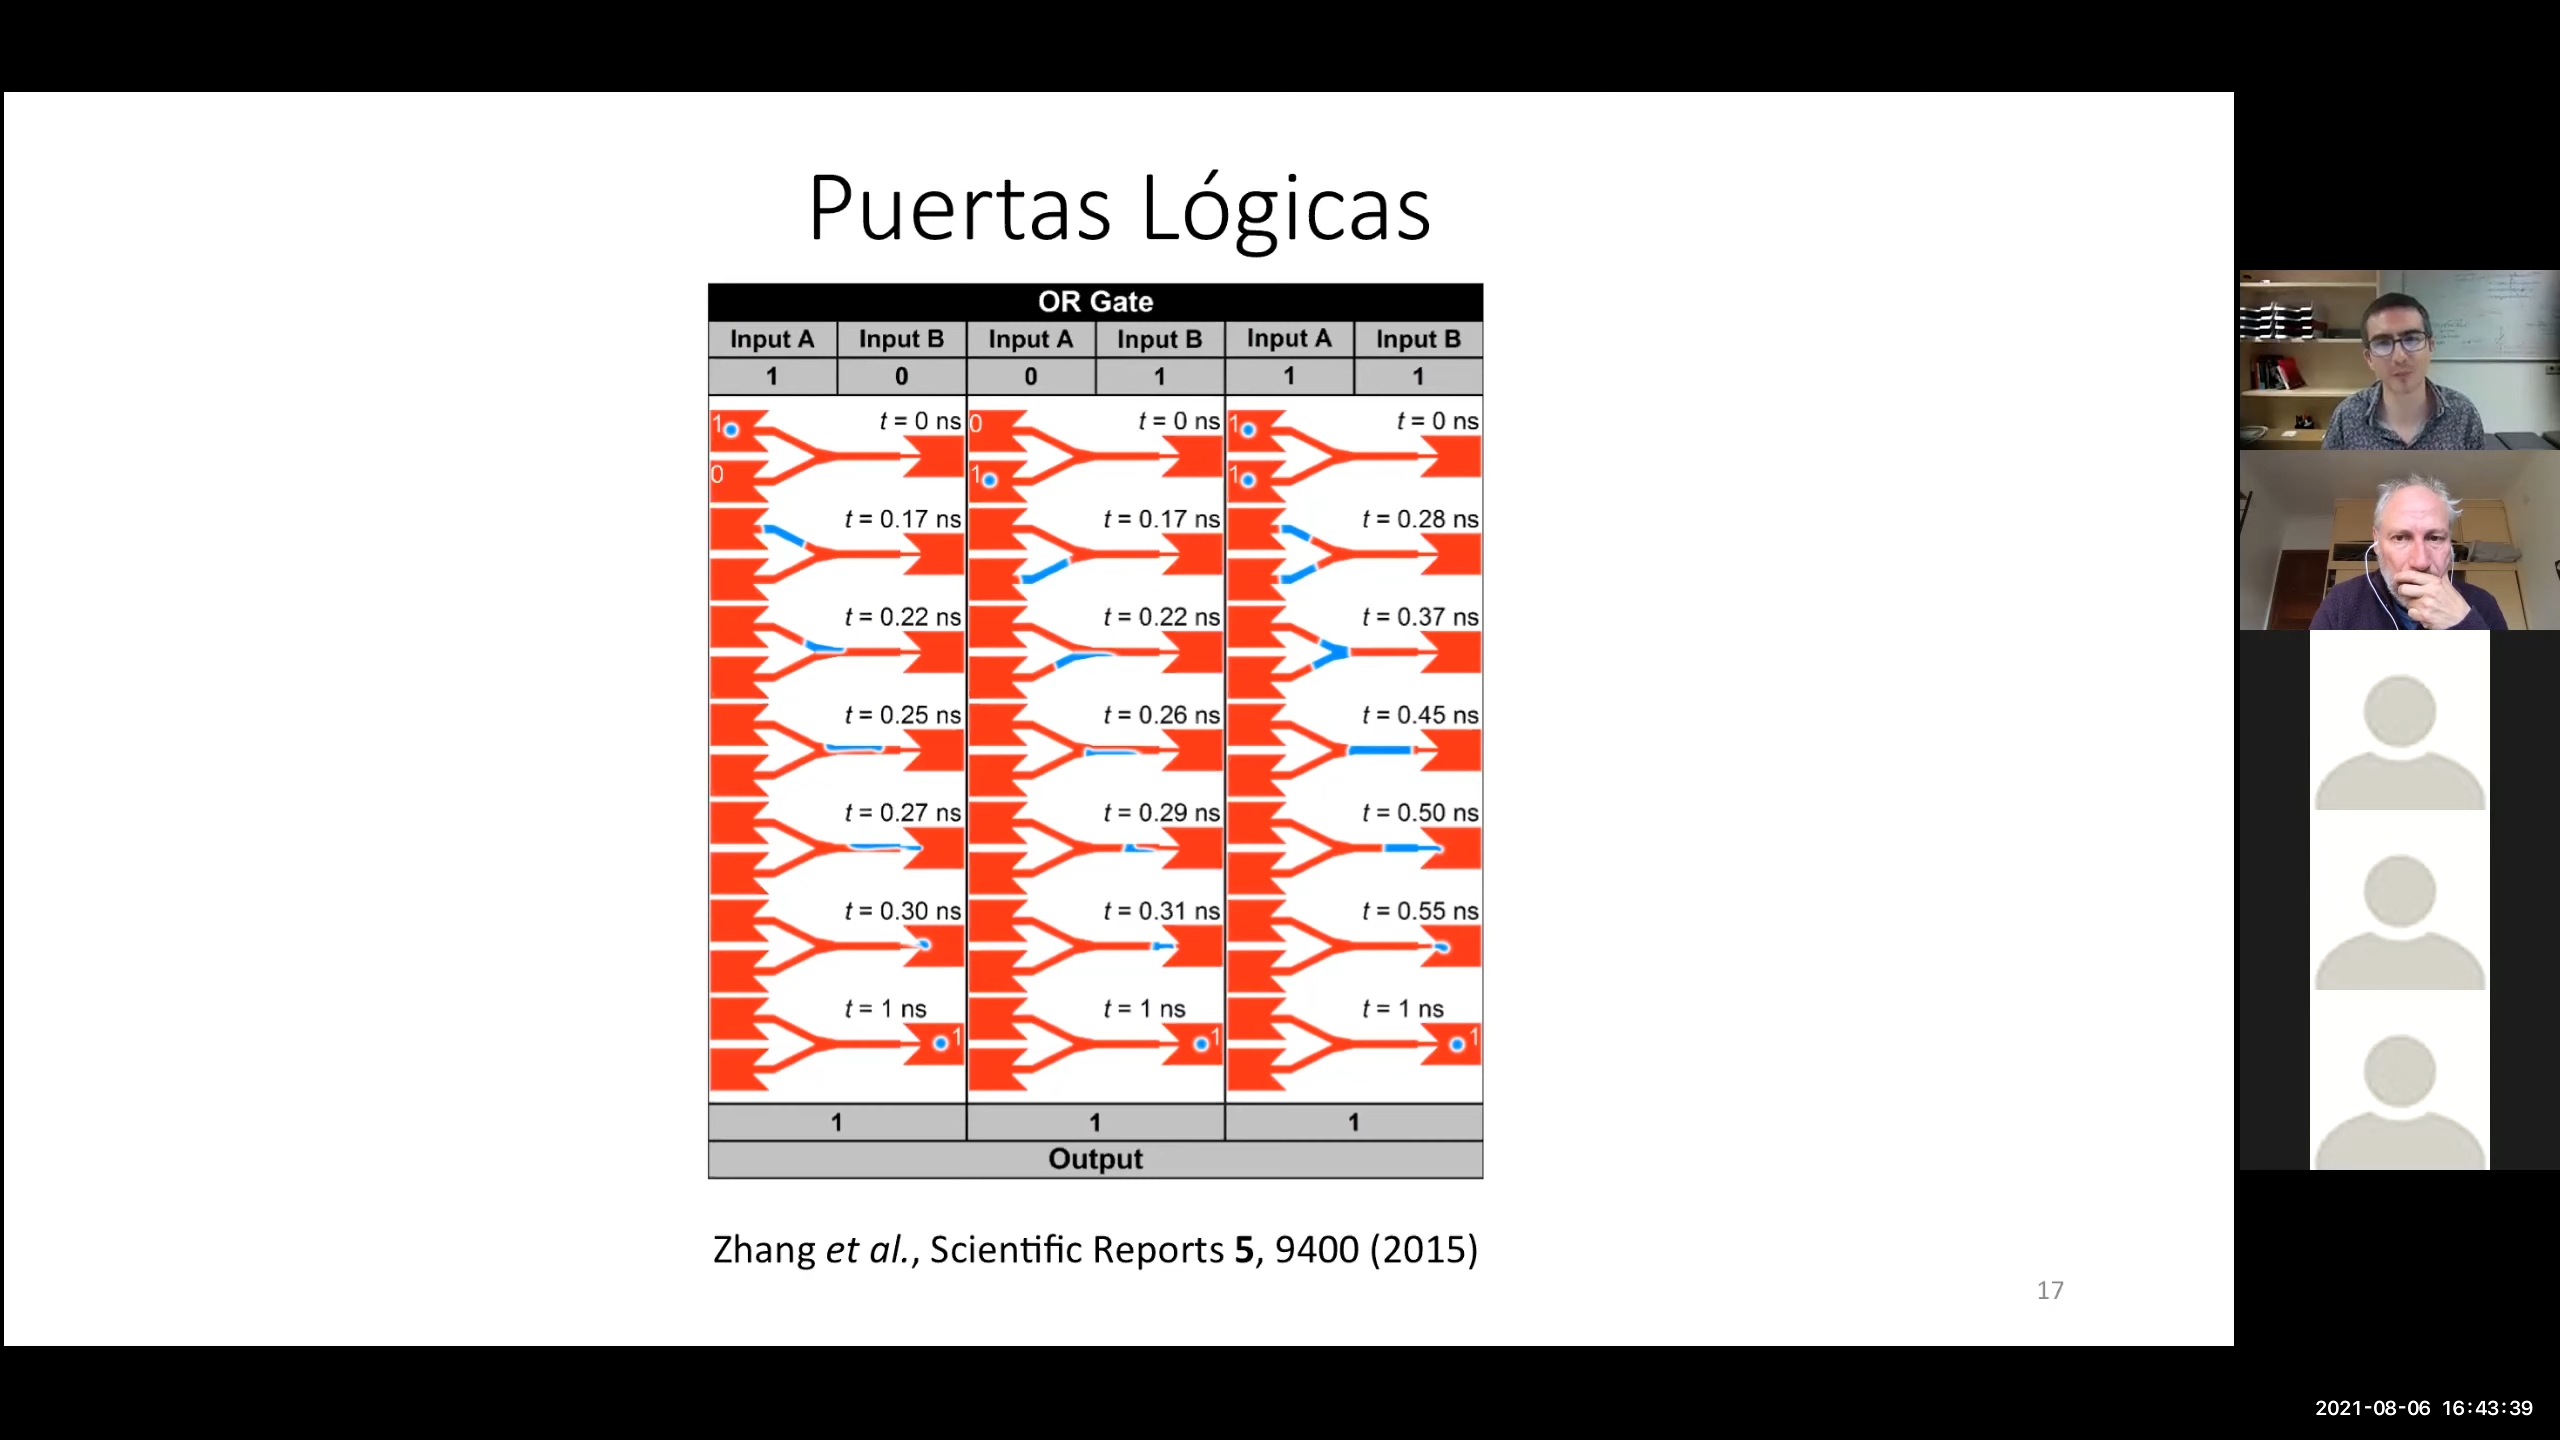 Puertas Lógicas
OR Gate
Input A Input B Input A Input B Input A Input B
1 0 0 1 1 1
1 t = 0 ns 0 t = 0 ns 1 t = 0 ns
0 1 1
t = 0.17 ns t = 0.17 ns t = 0.28 ns
t = 0.22 ns t = 0.22 ns t = 0.37 ns
t = 0.25 ns t = 0.26 ns t = 0.45 ns
t = 0.27 ns t = 0.29 ns t = 0.50 ns
t = 0.30 ns t = 0.31 ns t = 0.55 ns
t = 1 ns t = 1 ns t = 1 ns
1 1 1
1 1 1
Output
Zhang et al., Scientific Reports 5, 9400 (2015)
17
2021-08-06 16:43:39